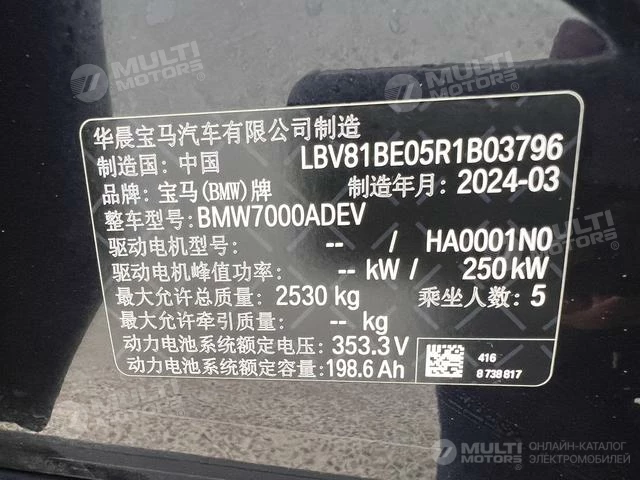 MULTI
MOTORS
MULTI
MOTORS
华晨宝马汽车有限公司制造
制造国: 中国 LBV81BE05R1B03796
品牌: 宝马(BMW)牌 制造年月: 2024-03
整车型号: BMW7000ADEV
驱动电机型号: -- / HA0001N0
驱动电机峰值功率: -- kW / 250 kW
最大允许总质量: 2530 kg 乘坐人数: 5
最大允许牵引质量: -- kg
动力电池系统额定电压: 353.3 V
动力电池系统额定容量: 198.6 Ah
416
8 738 817
MULTI
MOTORS
ОНЛАЙН-КАТАЛОГ
ЭЛЕКТРОМОБИЛЕЙ